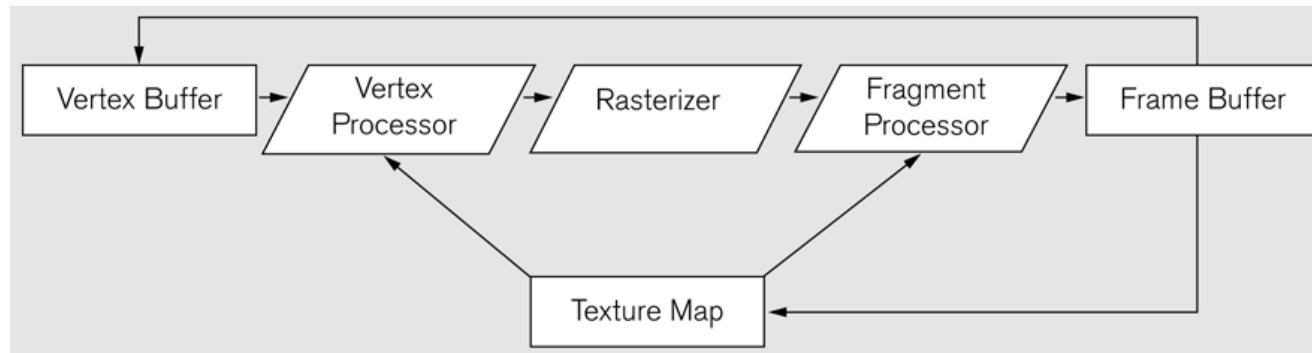 Vertex Buffer
Vertex
Processor
Rasterizer
Fragment
Processor
Frame Buffer
Texture Map